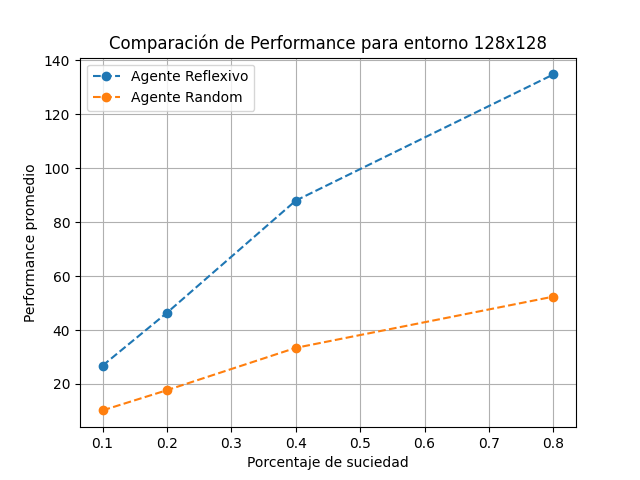 Comparación de Performance para entorno 128x128
Agente Reflexivo
Agente Random
Performance promedio
140
120
100
80
60
40
20
0.1 0.2 0.3 0.4 0.5 0.6 0.7 0.8
Porcentaje de suciedad